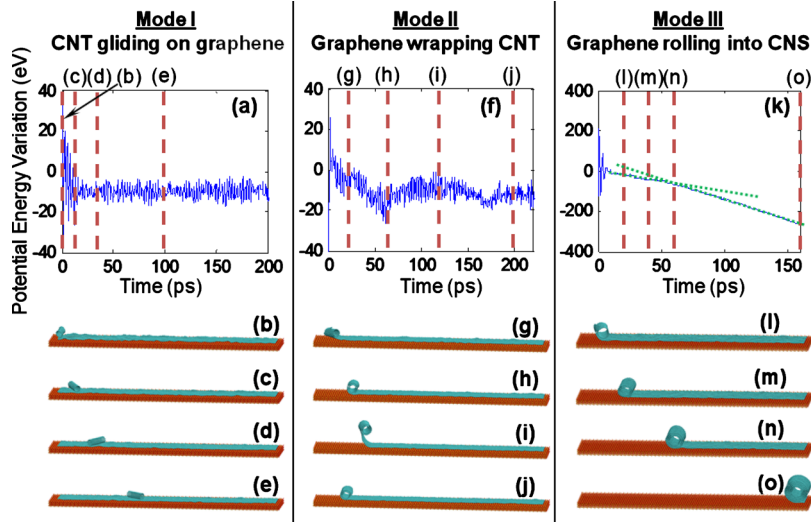 Mode I
CNT gliding on graphene
Mode II
Graphene wrapping CNT
Mode III
Graphene rolling into CNS
Potential Energy Variation (eV)
(c) (d) (b) (e)
(a)
40
20
0
-20
-40
0 50 100 150 200
Time (ps)
(g) (h) (i) (j)
(f)
40
20
0
-20
-40
0 50 100 150 200
Time (ps)
(l) (m) (n) (o)
(k)
400
200
0
-200
-400
0 50 100 150
Time (ps)
(b)
(c)
(d)
(e)
(g)
(h)
(i)
(j)
(l)
(m)
(n)
(o)